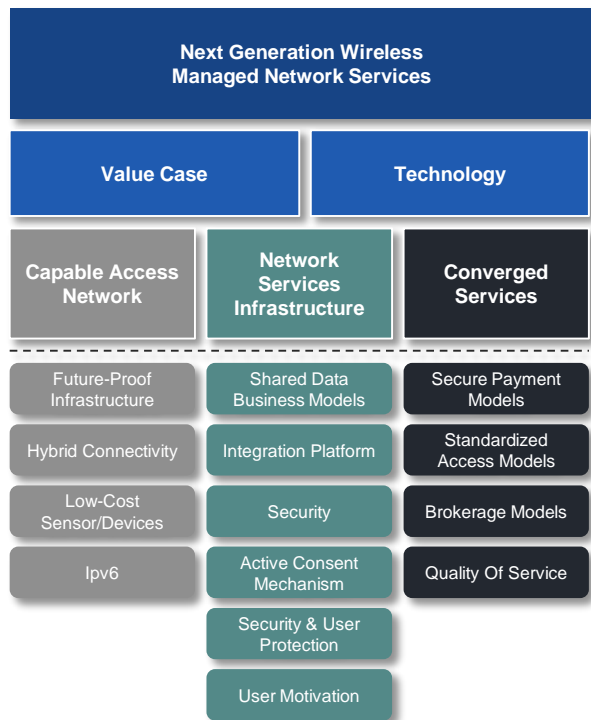 Next Generation Wireless
Managed Network Services
Value Case
Technology
Capable Access
Network
Network
Services
Infrastructure
Converged
Services
Future-Proof
Infrastructure
Shared Data
Business Models
Secure Payment
Models
Hybrid Connectivity
Integration Platform
Standardized
Access Models
Low-Cost
Sensor/Devices
Security
Brokerage Models
Ipv6
Active Consent
Mechanism
Quality Of Service
Security & User
Protection
User Motivation